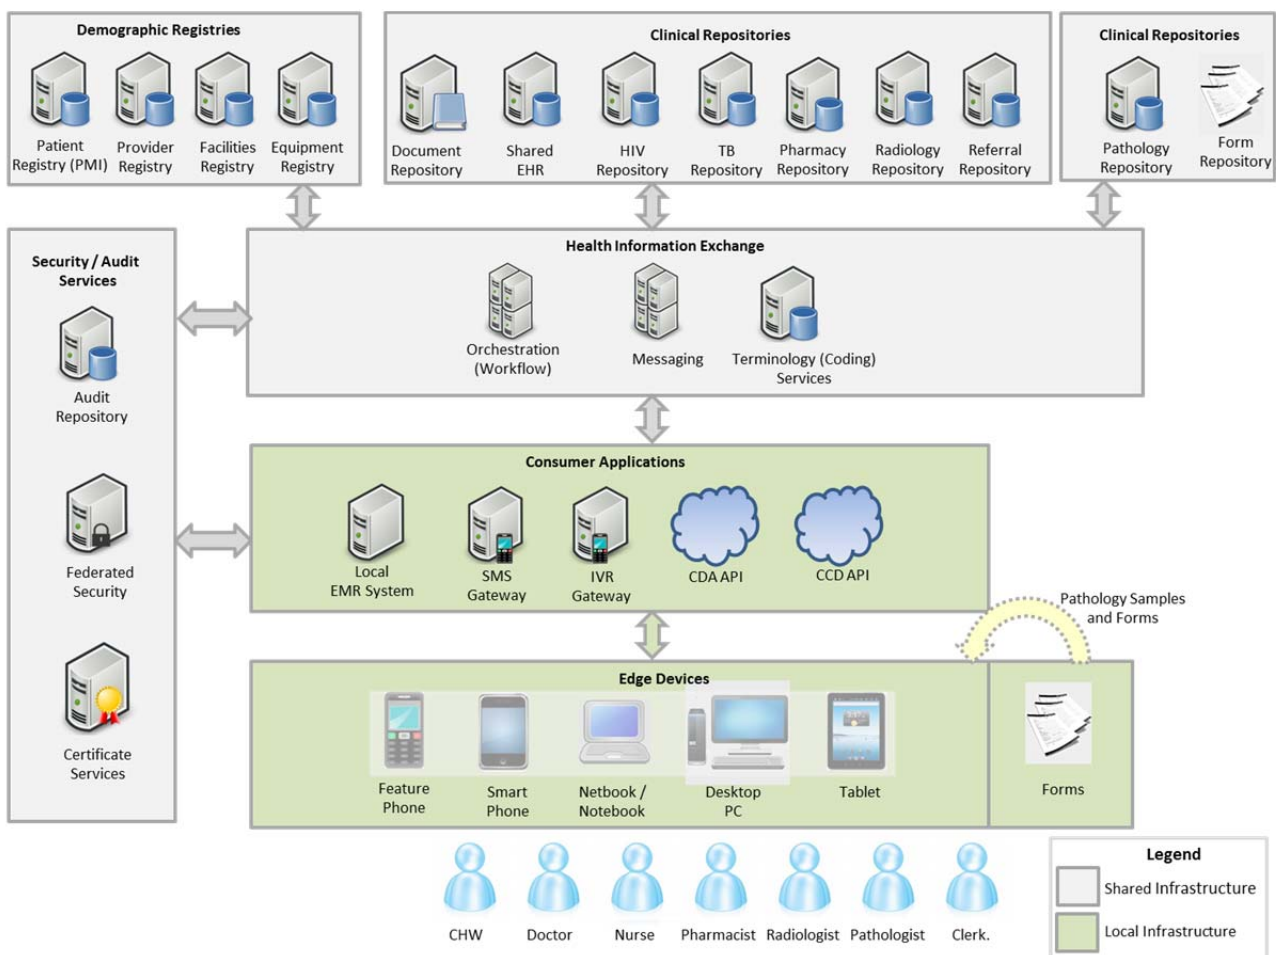 Demographic Registries
Patient
Registry (PMI)
Provider
Registry
Facilities
Registry
Equipment
Registry
Clinical Repositories
Document
Repository
Shared
EHR
HIV
Repository
TB
Repository
Pharmacy
Repository
Radiology
Repository
Referral
Repository
Clinical Repositories
Pathology
Repository
Form
Repository
Security / Audit
Services
Audit
Repository
Federated
Security
Certificate
Services
Health Information Exchange
Orchestration
(Workflow)
Messaging
Terminology (Coding)
Services
Consumer Applications
Local
EMR System
SMS
Gateway
IVR
Gateway
CDA API
CCD API
Pathology Samples
and Forms
Edge Devices
Feature
Phone
Smart
Phone
Netbook /
Notebook
Desktop
PC
Tablet
Forms
CHW
Doctor
Nurse
Pharmacist
Radiologist
Pathologist
Clerk.
Legend
Shared Infrastructure
Local Infrastructure